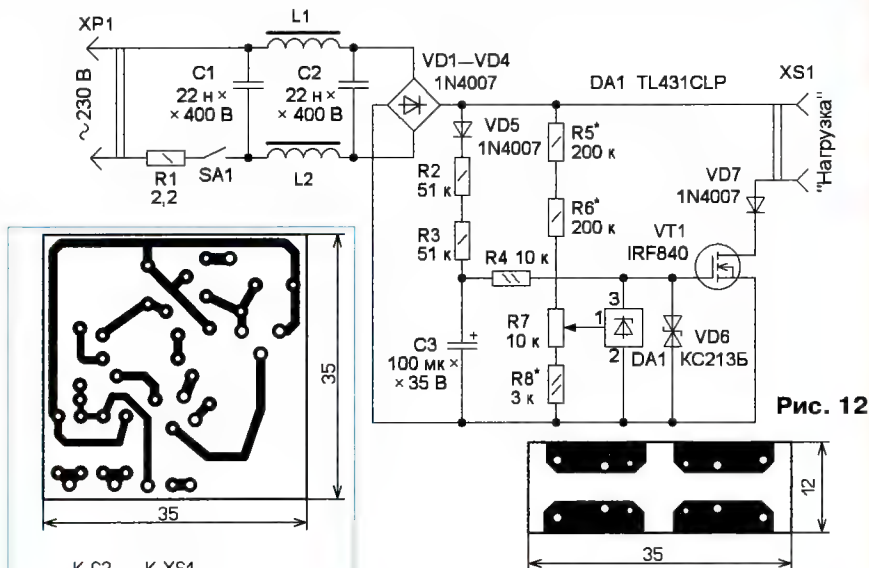 XP1
~230 В
R1
2,2
SA1
C1
22 н ×
× 400 В
L1
L2
C2
22 н ×
× 400 В
VD1—VD4
1N4007
VD5
1N4007
R2
51 к
R3
51 к
R4 10 к
C3
100 мк ×
× 35 В
+
R5*
200 к
R6*
200 к
R7
10 к
R8*
3 к
DA1 TL431CLP
3
1
2
DA1
VD6
КС213Б
VT1
IRF840
VD7
1N4007
XS1
"Нагрузка"
Рис. 12
35
35
12
35
К С2
К XS1